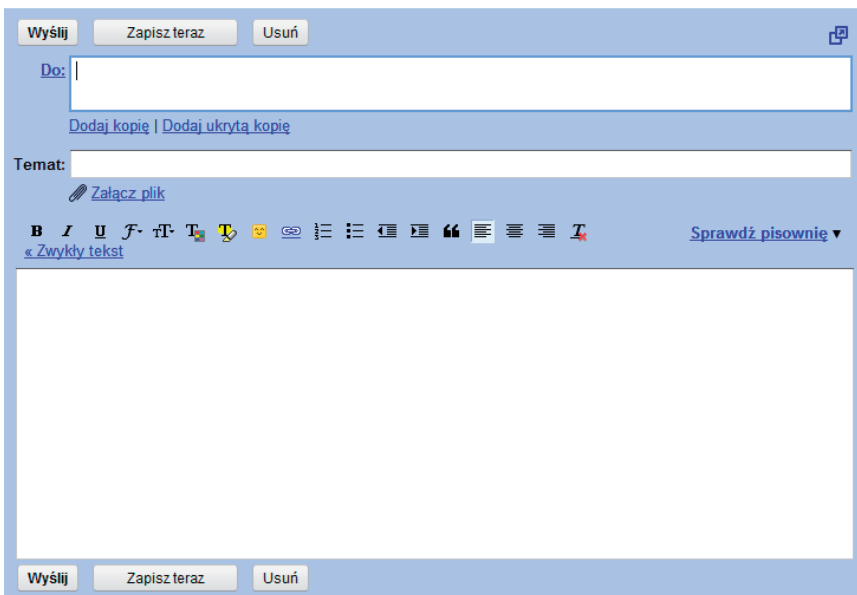 Wyślij Zapisz teraz Usuń
Do:
Dodaj kopię | Dodaj ukrytą kopię
Temat:
Załącz plik
B I U F T T T T Sprawdź pisownię ▼
« Zwykły tekst
Wyślij Zapisz teraz Usuń